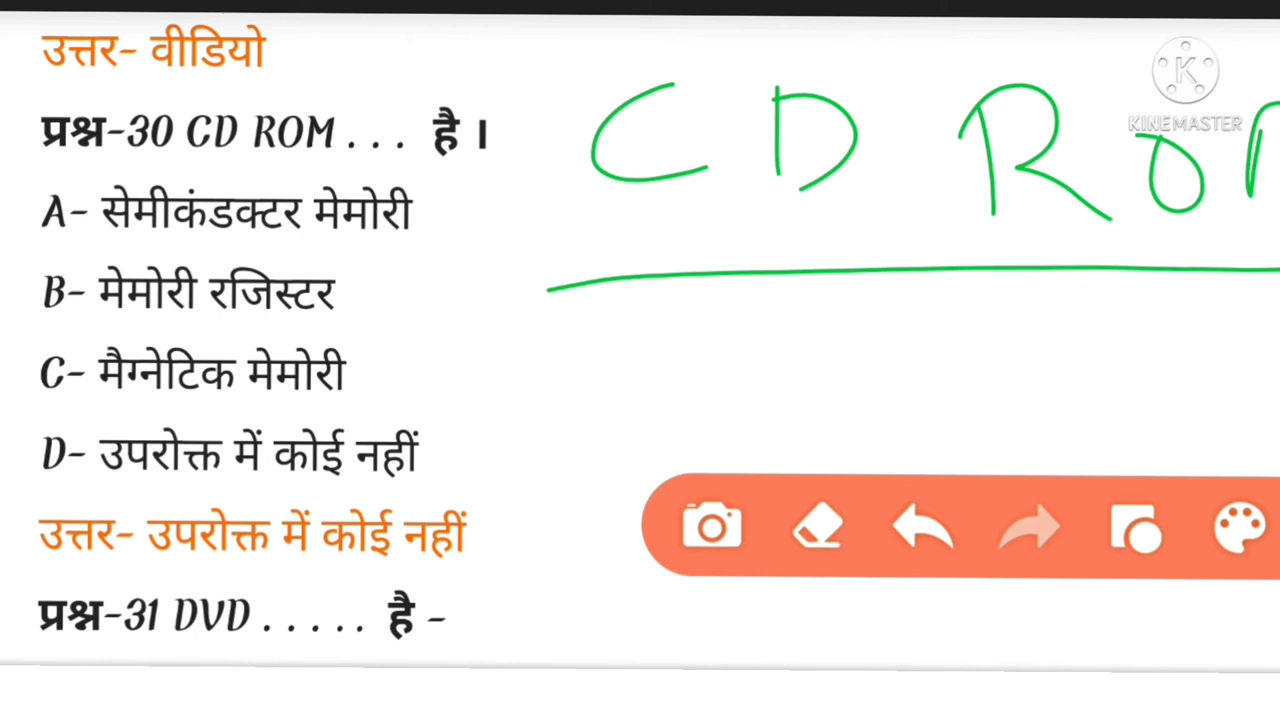 उत्तर- वीडियो
प्रश्न-30 CD ROM . . . है ।
A- सेमीकंडक्टर मेमोरी
B- मेमोरी रजिस्टर
C- मैग्नेटिक मेमोरी
D- उपरोक्त में कोई नहीं
उत्तर- उपरोक्त में कोई नहीं
प्रश्न-31 DVD . . . . . है -
CD Ro
K
KINEMASTER